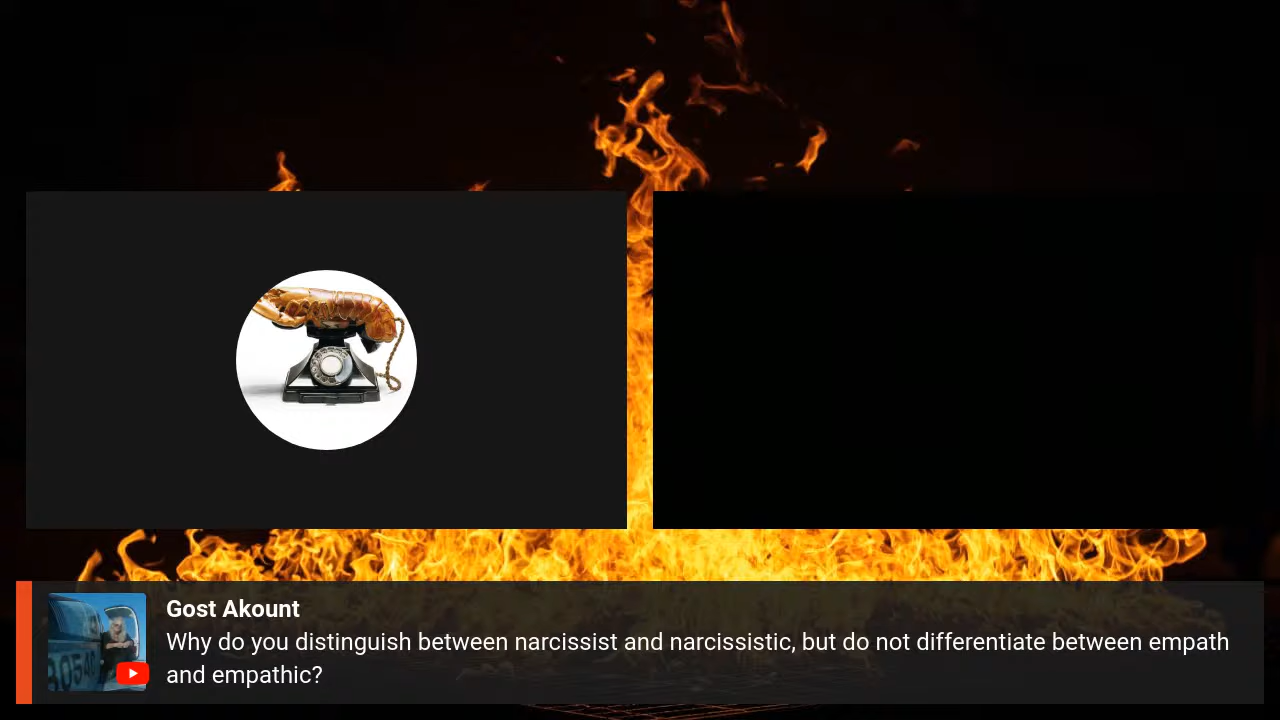 Gost Akount
Why do you distinguish between narcissist and narcissistic, but do not differentiate between empath
and empathic?